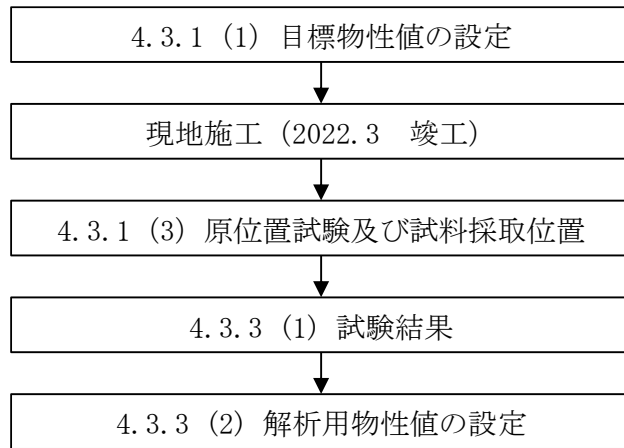 4.3.1 (1) 目標物性値の設定
現地施工 (2022.3　竣工)
4.3.1 (3) 原位置試験及び試料採取位置
4.3.3 (1) 試験結果
4.3.3 (2) 解析用物性値の設定